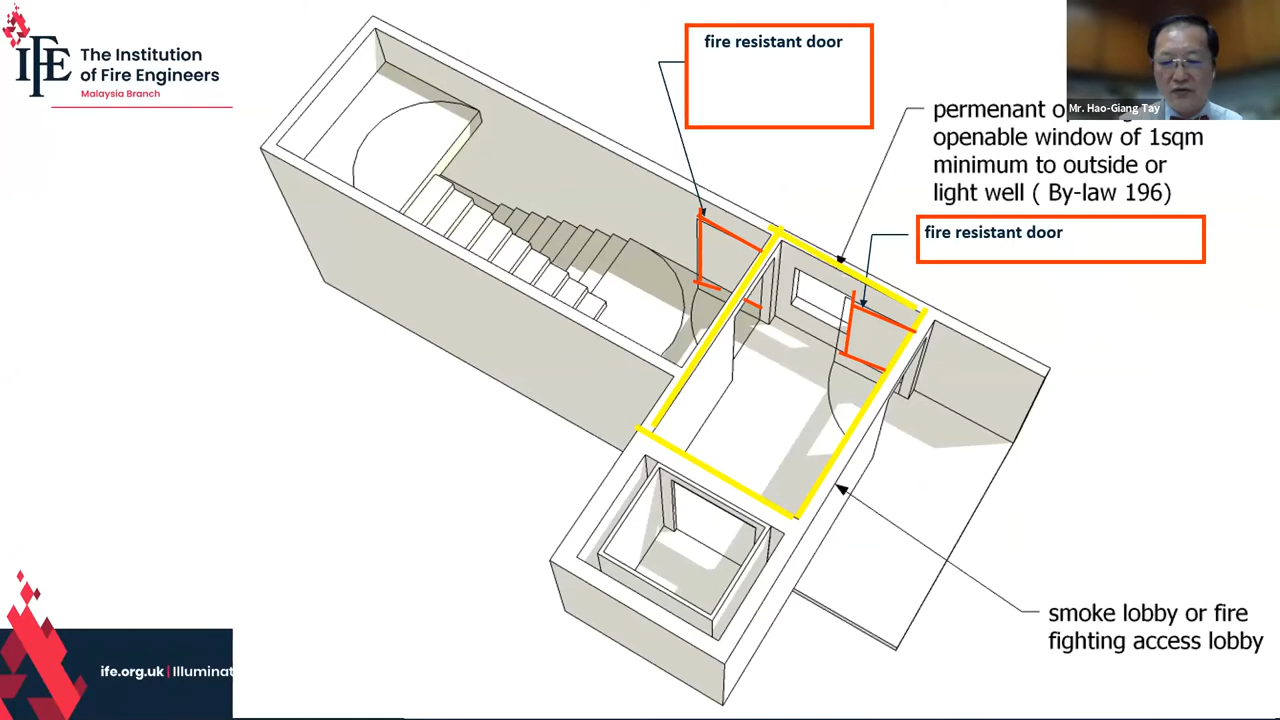 IFE
The Institution
of Fire Engineers
Malaysia Branch
fire resistant door
Mr. Hao-Giang Tay
permenant
openable window of 1sqm
minimum to outside or
light well ( By-law 196)
fire resistant door
smoke lobby or fire
fighting access lobby
ife.org.uk | Illuminat